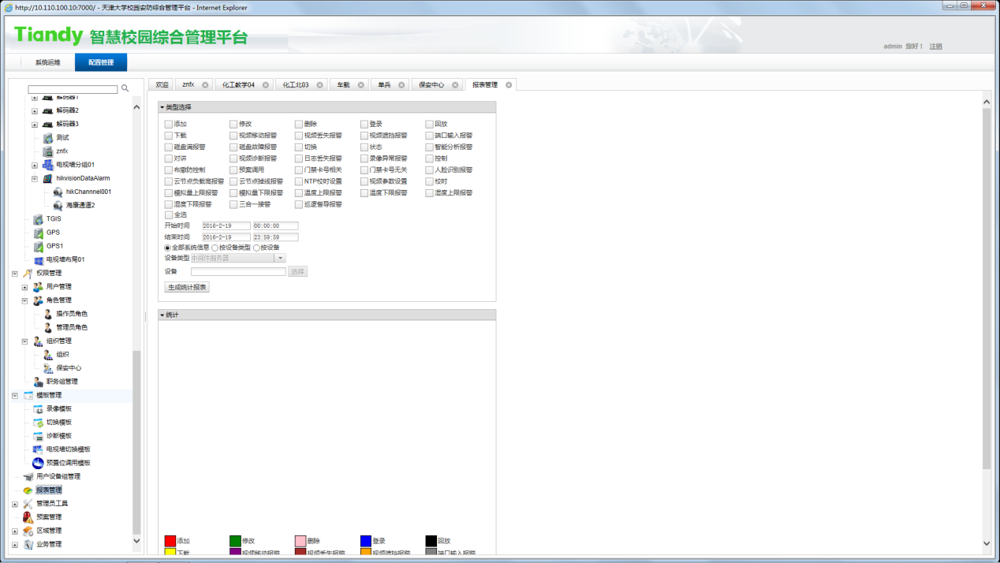 http://10.110.100.10:7000/ - 天津大学校园安防综合管理平台 - Internet Explorer
Tiandy 智慧校园综合管理平台
admin 您好！ 注销
系统运维 配置管理
欢迎 znfx 化工教学04 化工北03 车载 单兵 保安中心 报表管理
解码器1
解码器2
解码器3
测试
znfx
电视墙分组01
hikvisionDataAlarm
hikChannnel001
海康通道2
TGIS
GPS
GPS1
电视墙布局01
权限管理
用户管理
角色管理
操作员角色
管理员角色
组织管理
组织
保安中心
职务组管理
模板管理
录像模板
切换模板
诊断模板
电视墙切换模板
预置位调用模板
用户设备组管理
报表管理
管理员工具
预案管理
区域管理
业务管理
类型选择
添加 修改 删除 登录 回放
下载 视频移动报警 视频丢失报警 视频遮挡报警 端口输入报警
磁盘满报警 磁盘故障报警 切换 状态 智能分析报警
对讲 视频诊断报警 日志丢失报警 录像异常报警 控制
布撤防控制 预案调用 门禁卡号相关 门禁卡号无关 人脸识别报警
云节点负载高报警 云节点掉线报警 NTP校时设置 视频参数设置 校时
模拟量上限报警 模拟量下限报警 温度上限报警 温度下限报警 湿度上限报警
湿度下限报警 三合一接警 巡逻督导报警
全选
开始时间 2016-2-19 00:00:00
结束时间 2016-2-19 23:59:59
全部系统信息 按设备类型 按设备
设备类型 中间件服务器
设备 选择
生成统计报表
统计
添加 修改 删除 登录 回放
下载 视频移动报警 视频丢失报警 视频遮挡报警 端口输入报警